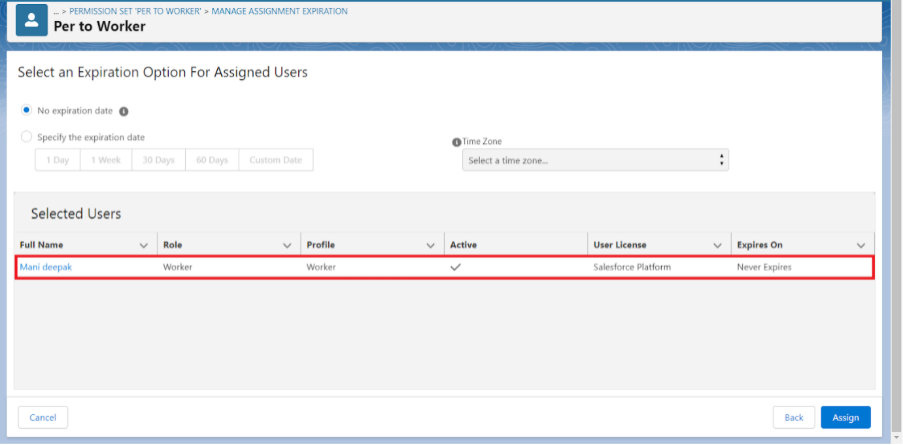 ... > PERMISSION SET 'PER TO WORKER' > MANAGE ASSIGNMENT EXPIRATION
Per to Worker
Select an Expiration Option For Assigned Users
No expiration date
Specify the expiration date
1 Day 1 Week 30 Days 60 Days Custom Date
Time Zone
Select a time zone...
Selected Users
Full Name Role Profile Active User License Expires On
Mani deepak Worker Worker Salesforce Platform Never Expires
Cancel Back Assign